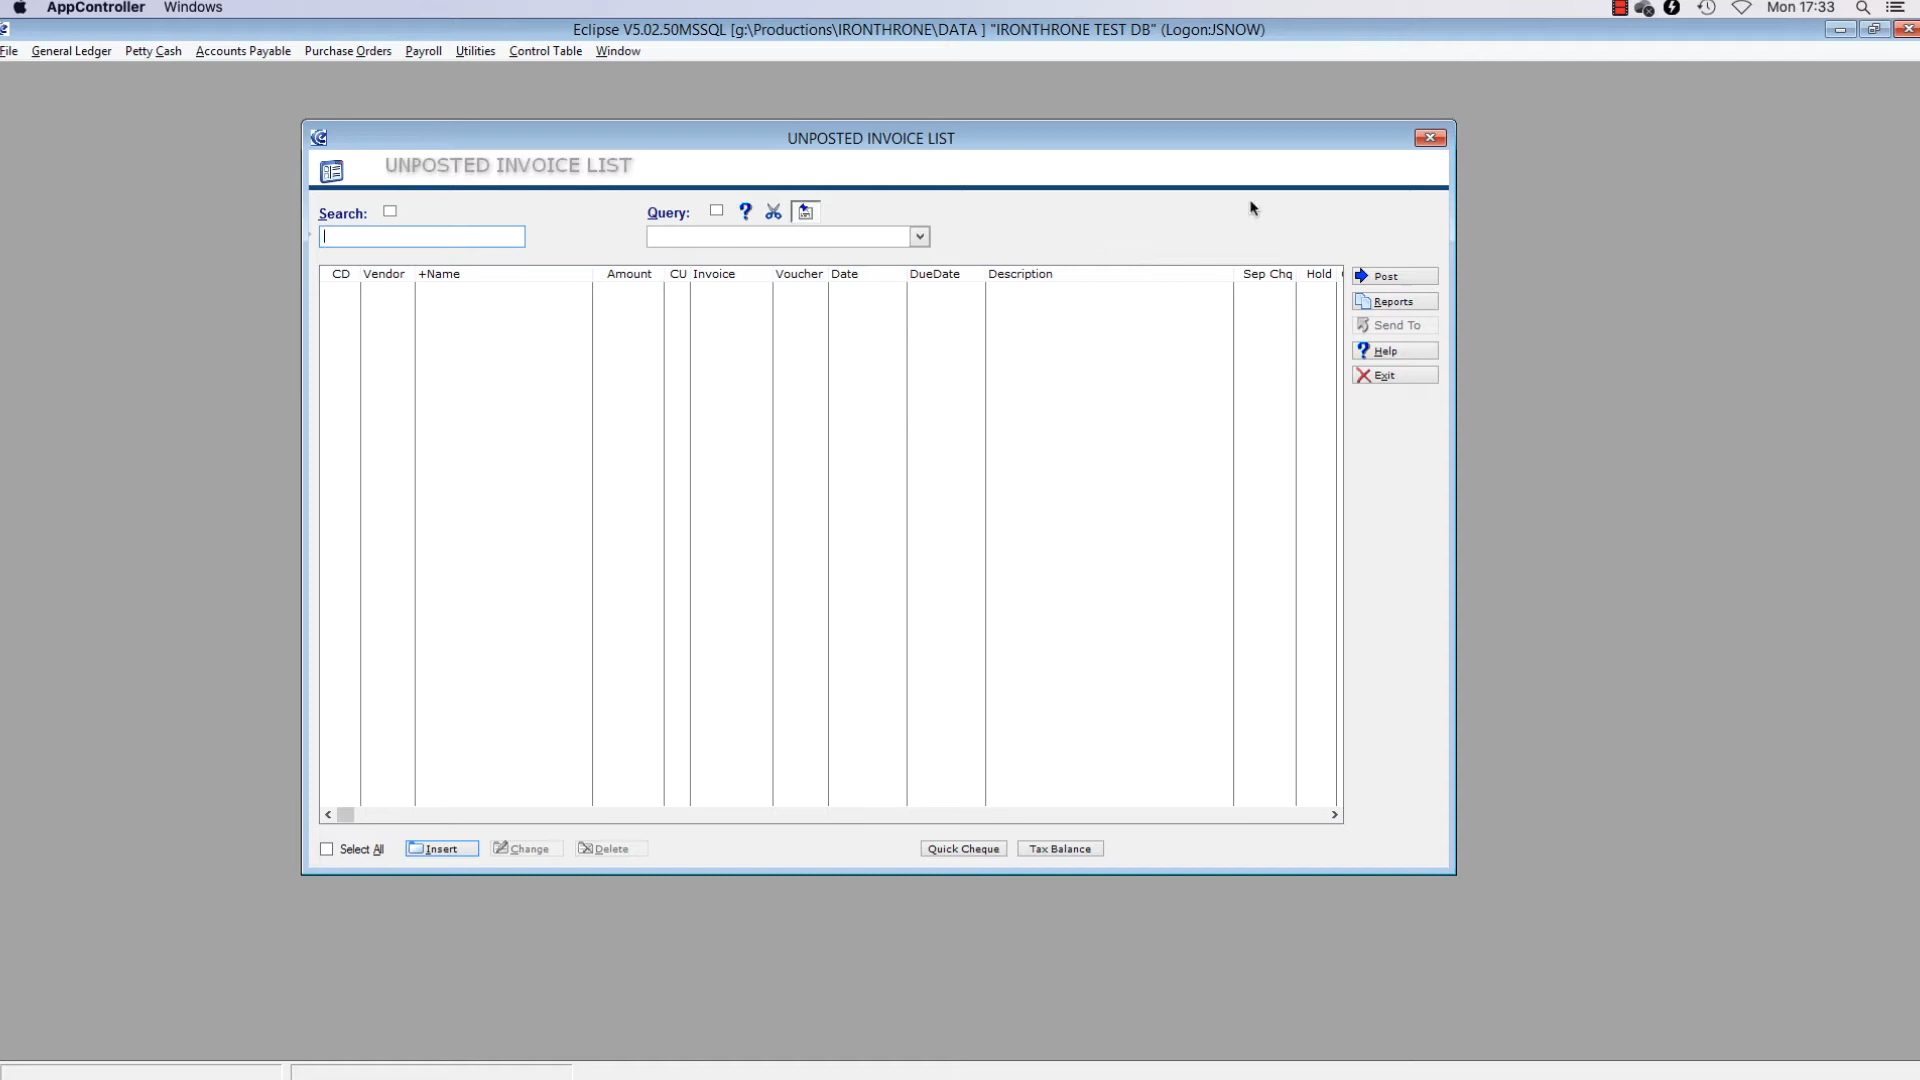 AppController Windows Mon 17:33
Eclipse V5.02.50MSSQL [g:\Productions\IRONTHRONE\DATA ] "IRONTHRONE TEST DB" (Logon:JSNOW)
File General Ledger Petty Cash Accounts Payable Purchase Orders Payroll Utilities Control Table Window
UNPOSTED INVOICE LIST
UNPOSTED INVOICE LIST
Search: Query: ?
CD Vendor +Name Amount CU Invoice Voucher Date DueDate Description Sep Chq Hold
Post
Reports
Send To
? Help
Exit
Select All Insert Change Delete Quick Cheque Tax Balance